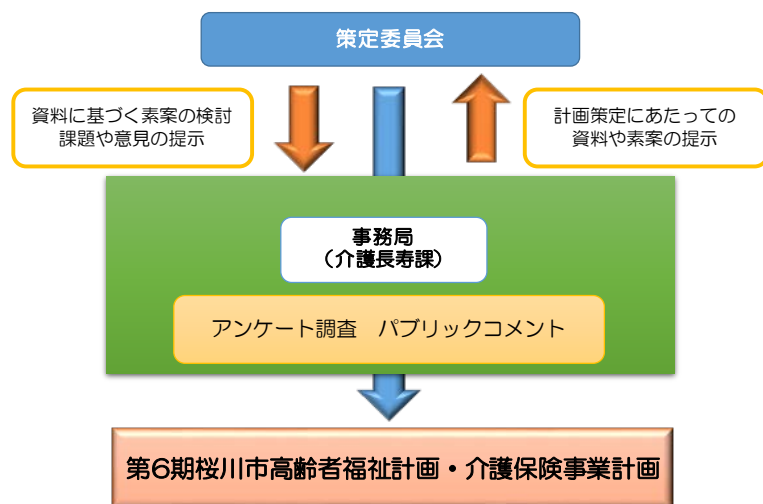 策定委員会
資料に基づく素案の検討
課題や意見の提示
計画策定にあたっての
資料や素案の提示
事務局
（介護長寿課）
アンケート調査　パブリックコメント
第6期桜川市高齢者福祉計画・介護保険事業計画